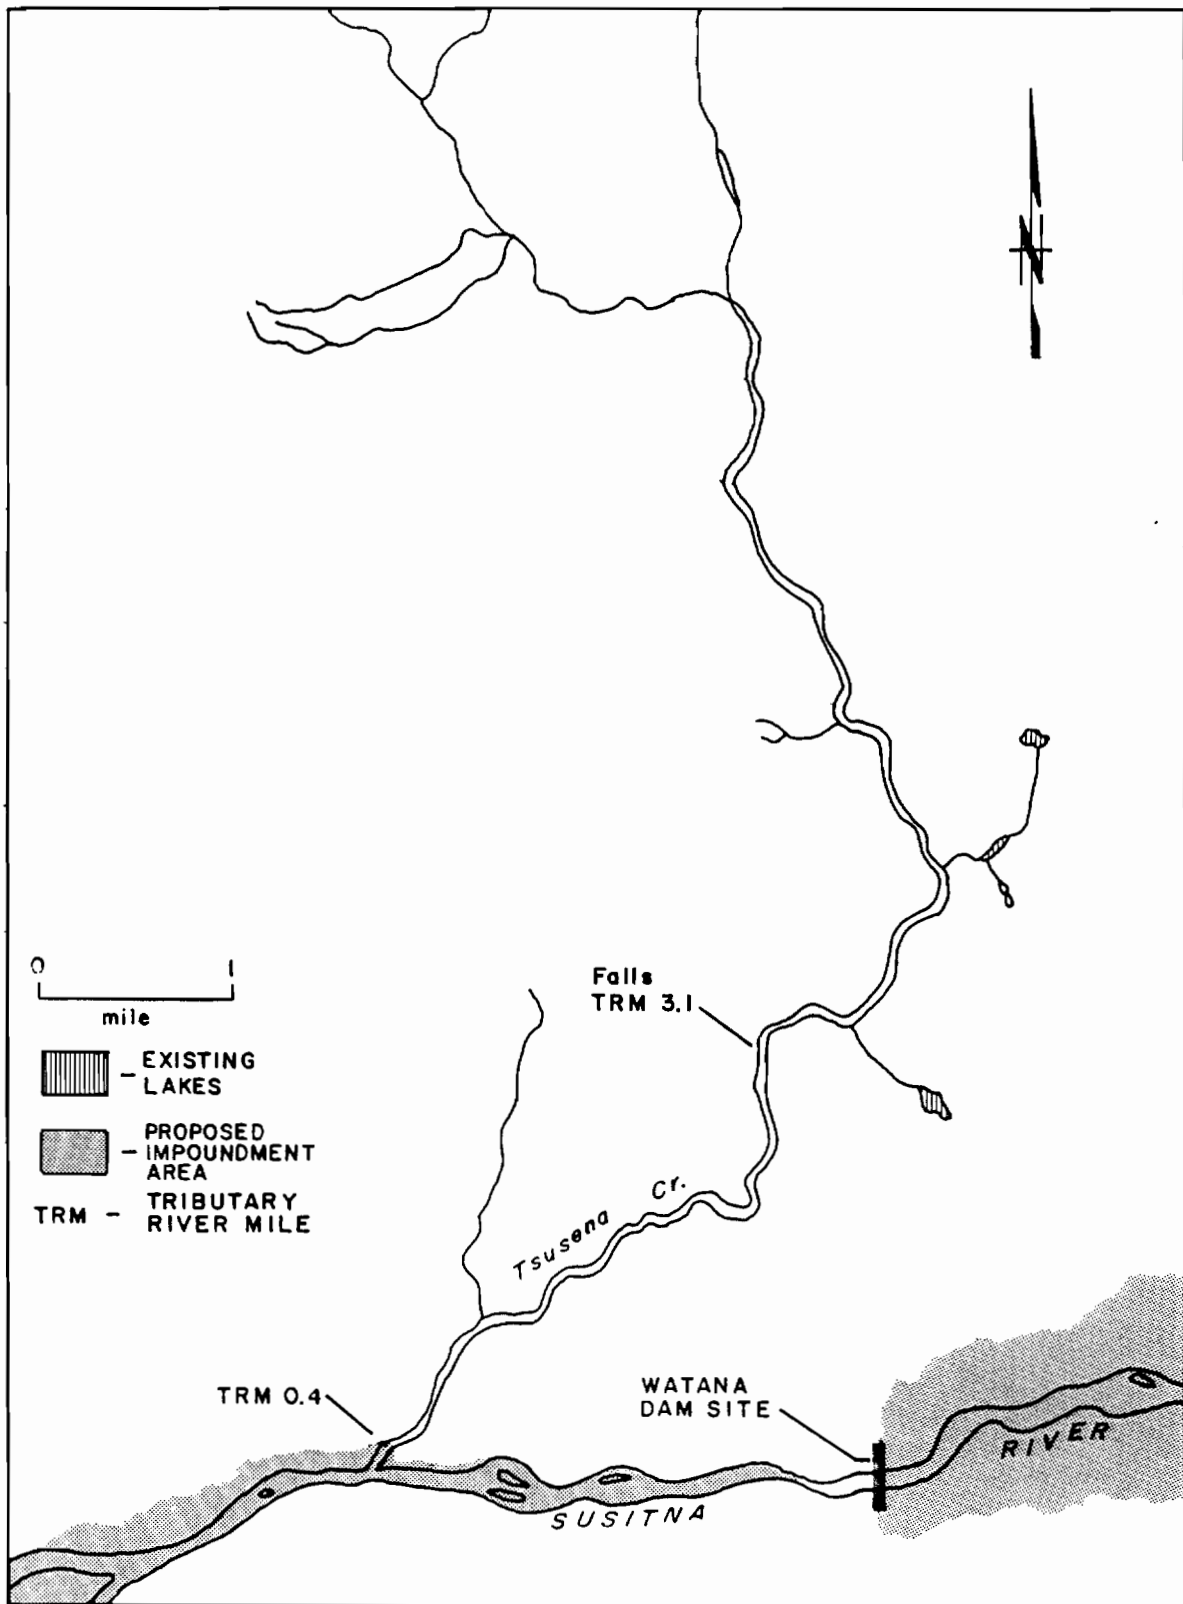 N
Falls
TRM 3.1
0 1
mile
- EXISTING
LAKES
- PROPOSED
IMPOUNDMENT
AREA
TRM - TRIBUTARY
RIVER MILE
Tsusena Cr.
TRM 0.4
WATANA
DAM SITE
RIVER
SUSITNA